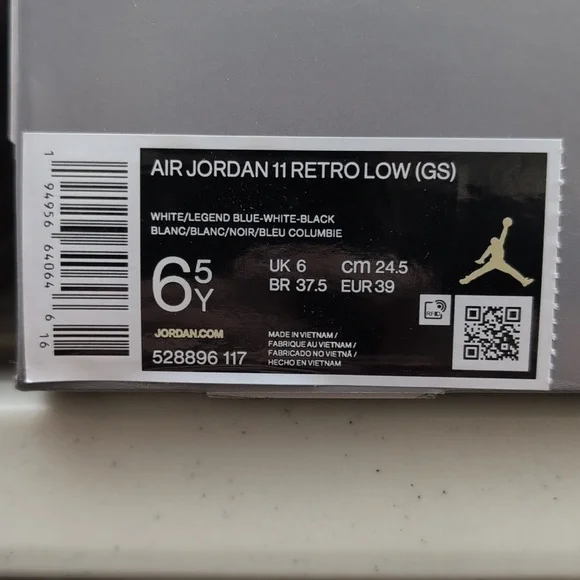 AIR JORDAN 11 RETRO LOW (GS)
WHITE/LEGEND BLUE-WHITE-BLACK
BLANC/BLANC/NOIR/BLEU COLUMBIE
6 5 Y
UK 6 cm 24.5
BR 37.5 EUR 39
RFID
JORDAN.COM
528896 117
MADE IN VIETNAM/
FABRIQUE AU VIETNAM/
FABRICADO NO VIETNÃ/
HECHO EN VIETNAM
1 94956 64064 6 16